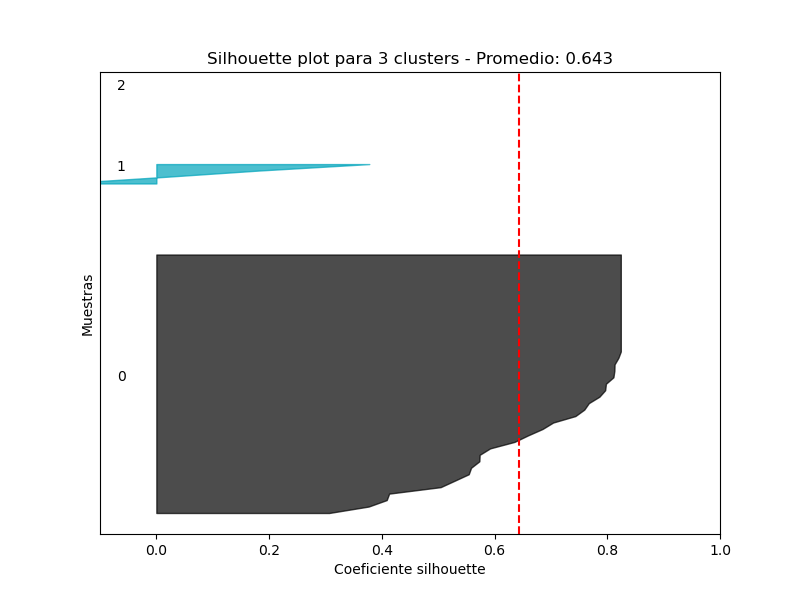 Silhouette plot para 3 clusters - Promedio: 0.643
2
1
0
Muestras
0.0 0.2 0.4 0.6 0.8 1.0
Coeficiente silhouette